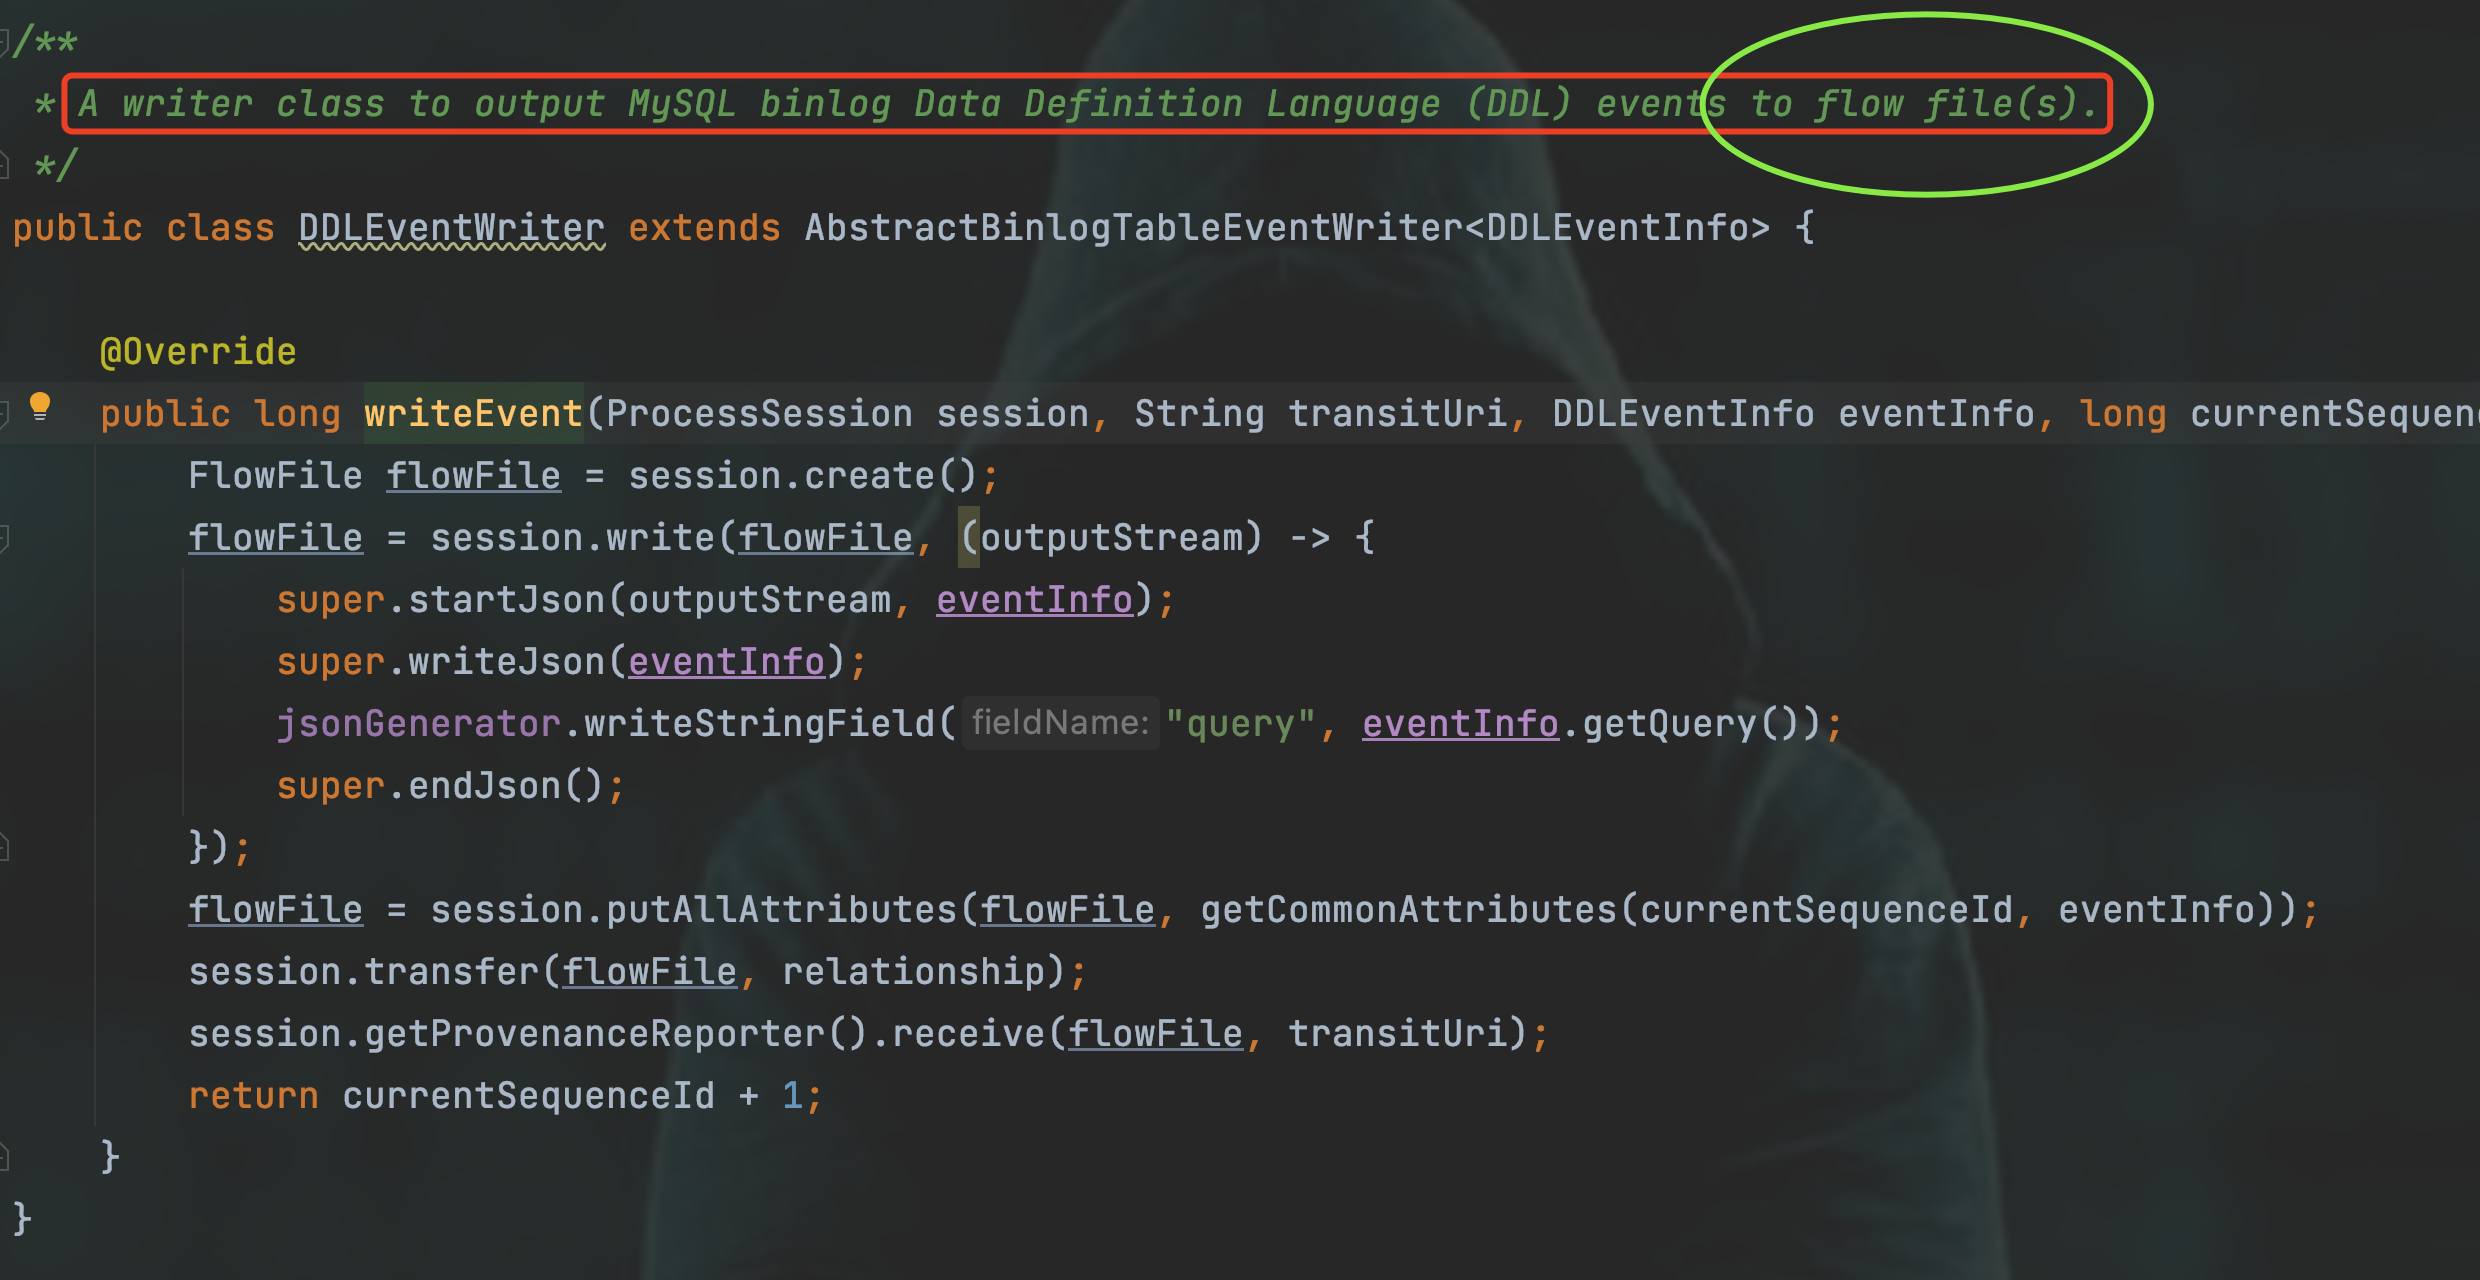 /**
* A writer class to output MySQL binlog Data Definition Language (DDL) events to flow file(s).
*/
public class DDLEventWriter extends AbstractBinlogTableEventWriter<DDLEventInfo> {
@Override
public long writeEvent(ProcessSession session, String transitUri, DDLEventInfo eventInfo, long currentSequen
FlowFile flowFile = session.create();
flowFile = session.write(flowFile, (outputStream) -> {
super.startJson(outputStream, eventInfo);
super.writeJson(eventInfo);
jsonGenerator.writeStringField( fieldName: "query", eventInfo.getQuery());
super.endJson();
});
flowFile = session.putAllAttributes(flowFile, getCommonAttributes(currentSequenceId, eventInfo));
session.transfer(flowFile, relationship);
session.getProvenanceReporter().receive(flowFile, transitUri);
return currentSequenceId + 1;
}
}